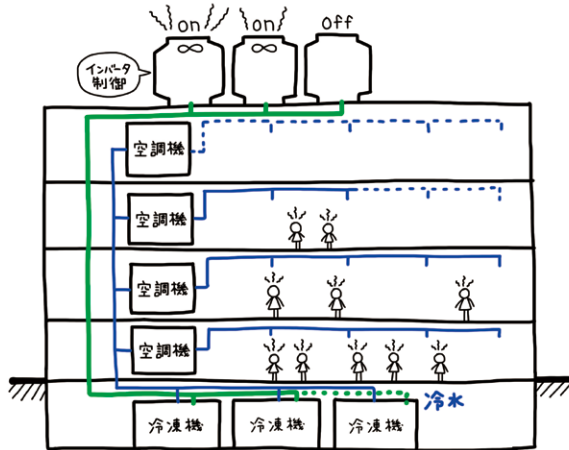 on
on
off
インバータ
制御
空調機
空調機
空調機
空調機
冷水
冷凍機
冷凍機
冷凍機